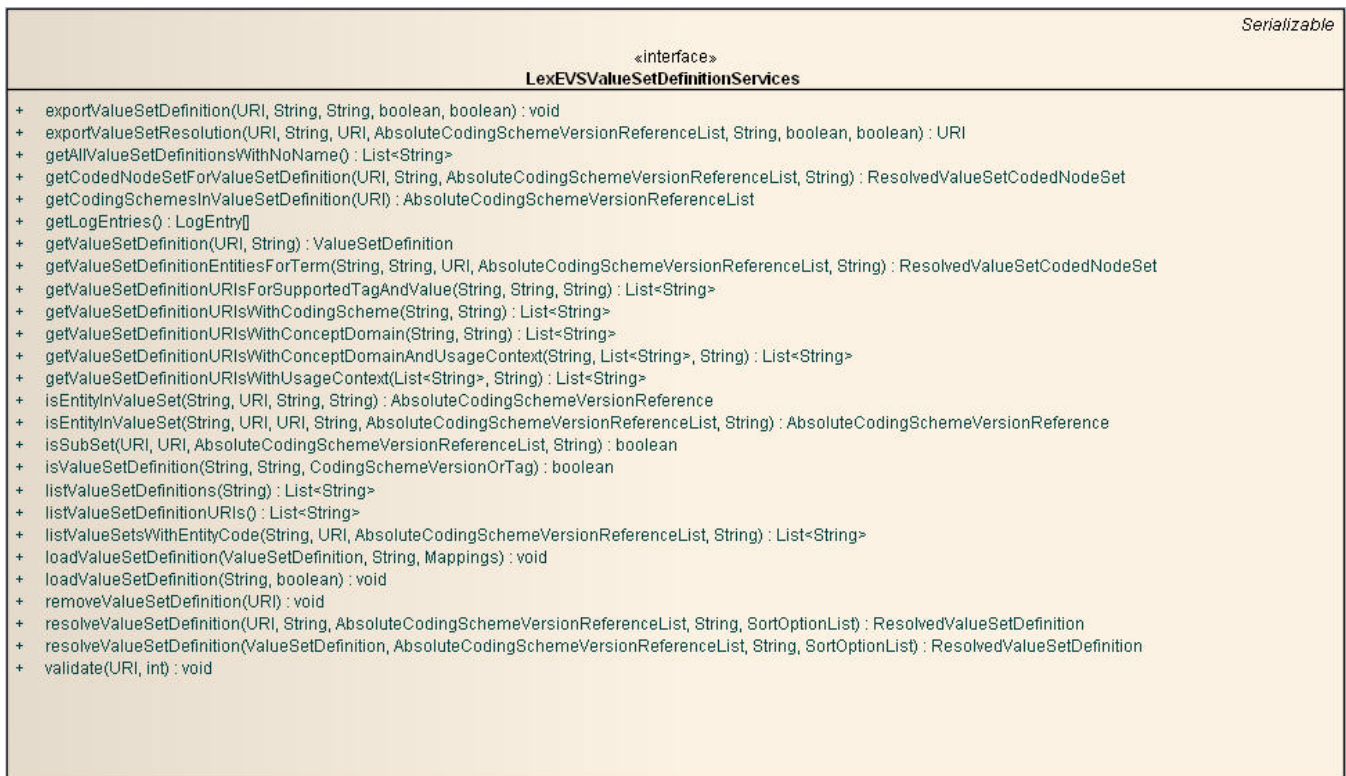 Serializable
«interface»
LexEVSValueSetDefinitionServices
+ exportValueSetDefinition(URI, String, String, boolean, boolean) : void
+ exportValueSetResolution(URI, String, URI, AbsoluteCodingSchemeVersionReferenceList, String, boolean, boolean) : URI
+ getAllValueSetDefinitionsWithNoName() : List<String>
+ getCodedNodeSetForValueSetDefinition(URI, String, AbsoluteCodingSchemeVersionReferenceList, String) : ResolvedValueSetCodedNodeSet
+ getCodingSchemesInValueSetDefinition(URI) : AbsoluteCodingSchemeVersionReferenceList
+ getLogEntries() : LogEntry[]
+ getValueSetDefinition(URI, String) : ValueSetDefinition
+ getValueSetDefinitionEntitiesForTerm(String, String, URI, AbsoluteCodingSchemeVersionReferenceList, String) : ResolvedValueSetCodedNodeSet
+ getValueSetDefinitionURIsForSupportedTagAndValue(String, String, String) : List<String>
+ getValueSetDefinitionURIsWithCodingScheme(String, String) : List<String>
+ getValueSetDefinitionURIsWithConceptDomain(String, String) : List<String>
+ getValueSetDefinitionURIsWithConceptDomainAndUsageContext(String, List<String>, String) : List<String>
+ getValueSetDefinitionURIsWithUsageContext(List<String>, String) : List<String>
+ isEntityInValueSet(String, URI, String, String) : AbsoluteCodingSchemeVersionReference
+ isEntityInValueSet(String, URI, URI, String, AbsoluteCodingSchemeVersionReferenceList, String) : AbsoluteCodingSchemeVersionReference
+ isSubSet(URI, URI, AbsoluteCodingSchemeVersionReferenceList, String) : boolean
+ isValueSetDefinition(String, String, CodingSchemeVersionOrTag) : boolean
+ listValueSetDefinitions(String) : List<String>
+ listValueSetDefinitionURIs() : List<String>
+ listValueSetsWithEntityCode(String, URI, AbsoluteCodingSchemeVersionReferenceList, String) : List<String>
+ loadValueSetDefinition(ValueSetDefinition, String, Mappings) : void
+ loadValueSetDefinition(String, boolean) : void
+ removeValueSetDefinition(URI) : void
+ resolveValueSetDefinition(URI, String, AbsoluteCodingSchemeVersionReferenceList, String, SortOptionList) : ResolvedValueSetDefinition
+ resolveValueSetDefinition(ValueSetDefinition, AbsoluteCodingSchemeVersionReferenceList, String, SortOptionList) : ResolvedValueSetDefinition
+ validate(URI, int) : void